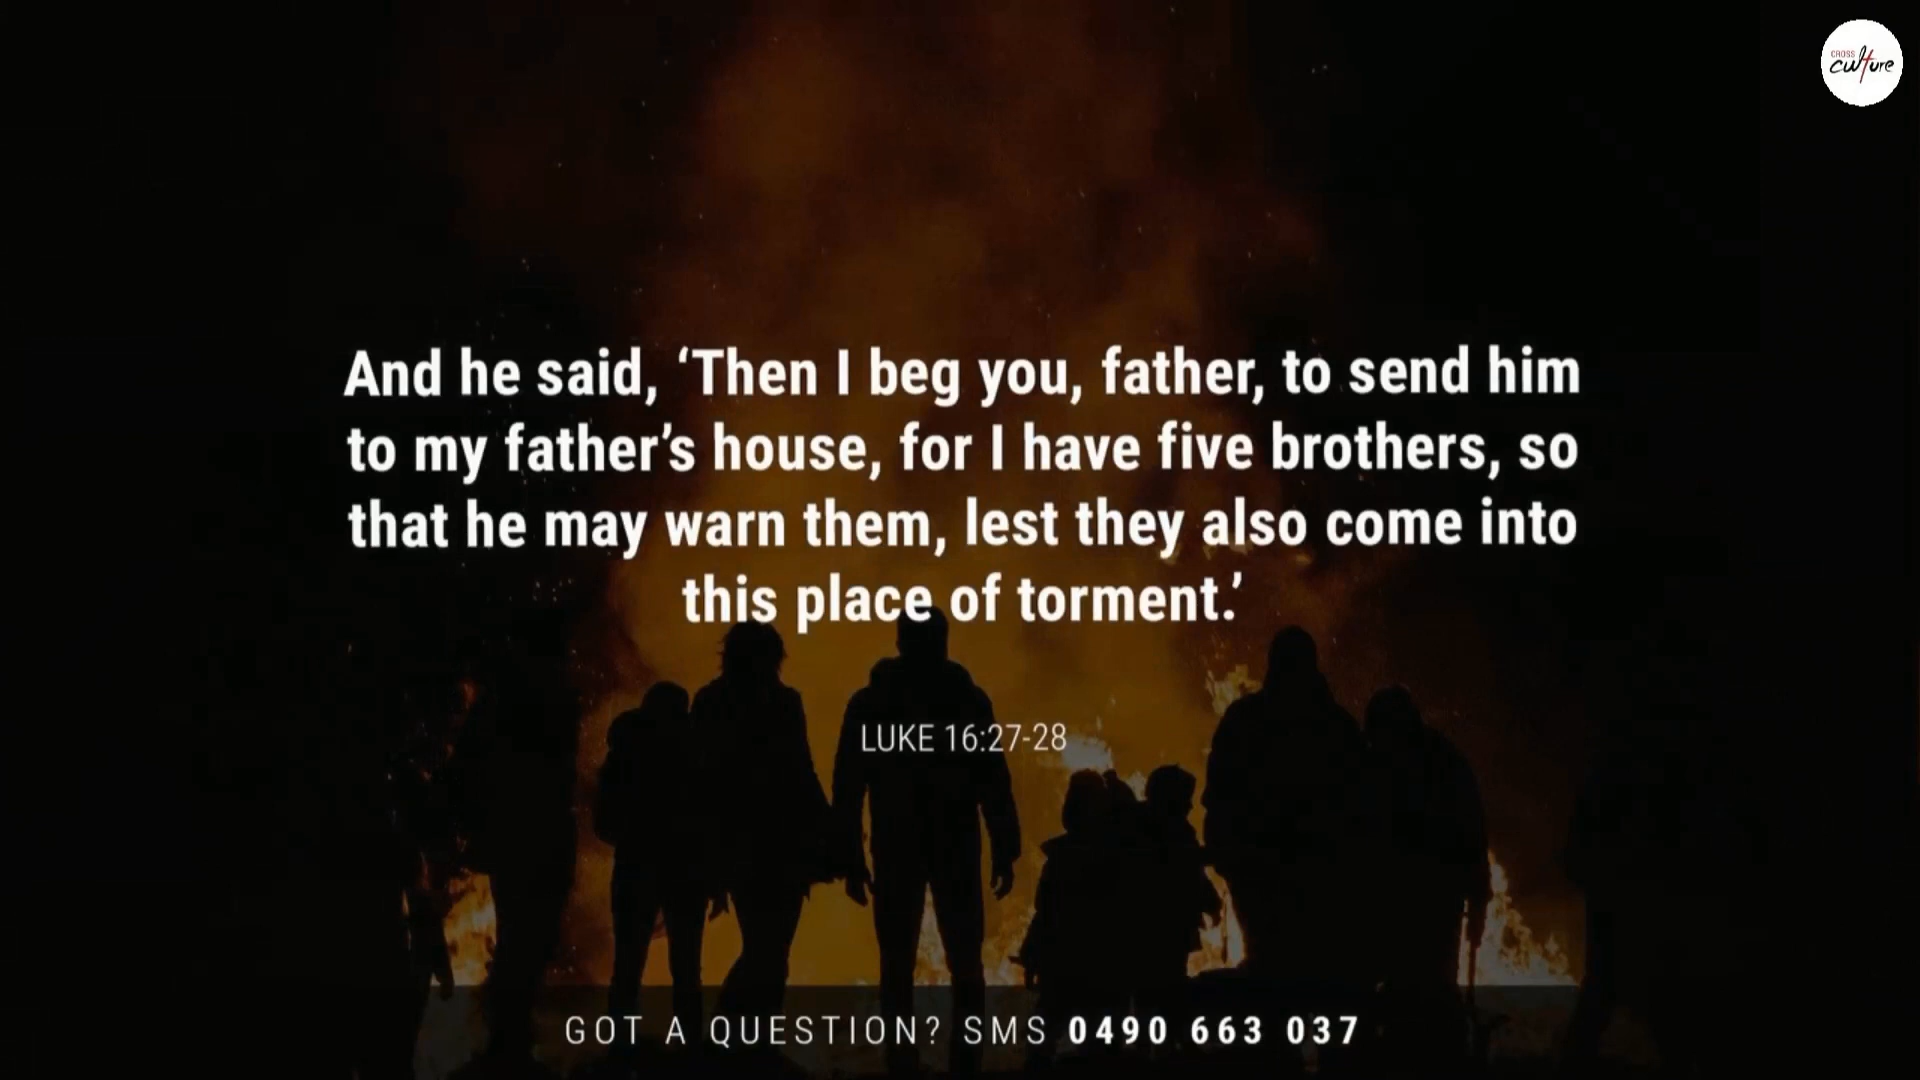 CROSS
culture
And he said, ‘Then I beg you, father, to send him
to my father’s house, for I have five brothers, so
that he may warn them, lest they also come into
this place of torment.’
LUKE 16:27-28
GOT A QUESTION? SMS 0490 663 037